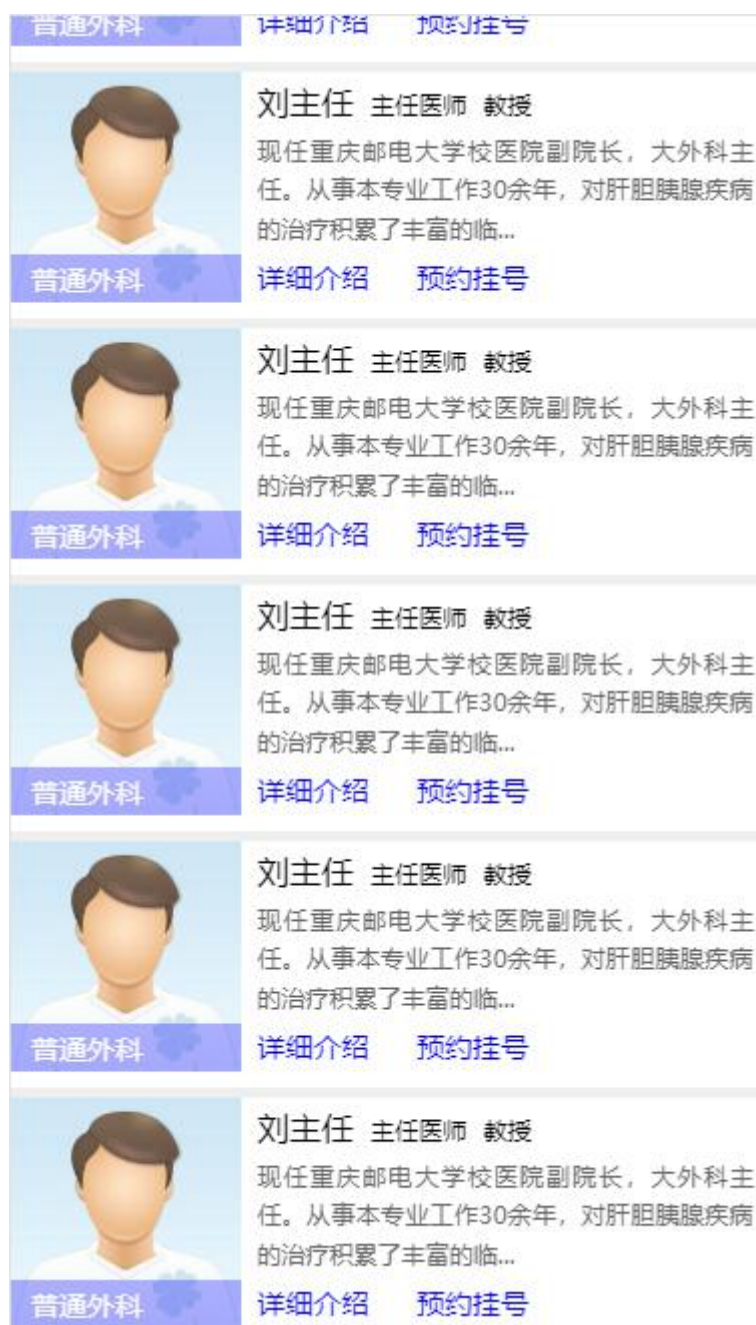 普通外科
详细介绍 预约挂号
刘主任 主任医师 教授
现任重庆邮电大学校医院副院长，大外科主
任。从事本专业工作30余年，对肝胆胰腺疾病
的治疗积累了丰富的临...
普通外科
详细介绍 预约挂号
刘主任 主任医师 教授
现任重庆邮电大学校医院副院长，大外科主
任。从事本专业工作30余年，对肝胆胰腺疾病
的治疗积累了丰富的临...
普通外科
详细介绍 预约挂号
刘主任 主任医师 教授
现任重庆邮电大学校医院副院长，大外科主
任。从事本专业工作30余年，对肝胆胰腺疾病
的治疗积累了丰富的临...
普通外科
详细介绍 预约挂号
刘主任 主任医师 教授
现任重庆邮电大学校医院副院长，大外科主
任。从事本专业工作30余年，对肝胆胰腺疾病
的治疗积累了丰富的临...
普通外科
详细介绍 预约挂号
刘主任 主任医师 教授
现任重庆邮电大学校医院副院长，大外科主
任。从事本专业工作30余年，对肝胆胰腺疾病
的治疗积累了丰富的临...
普通外科
详细介绍 预约挂号